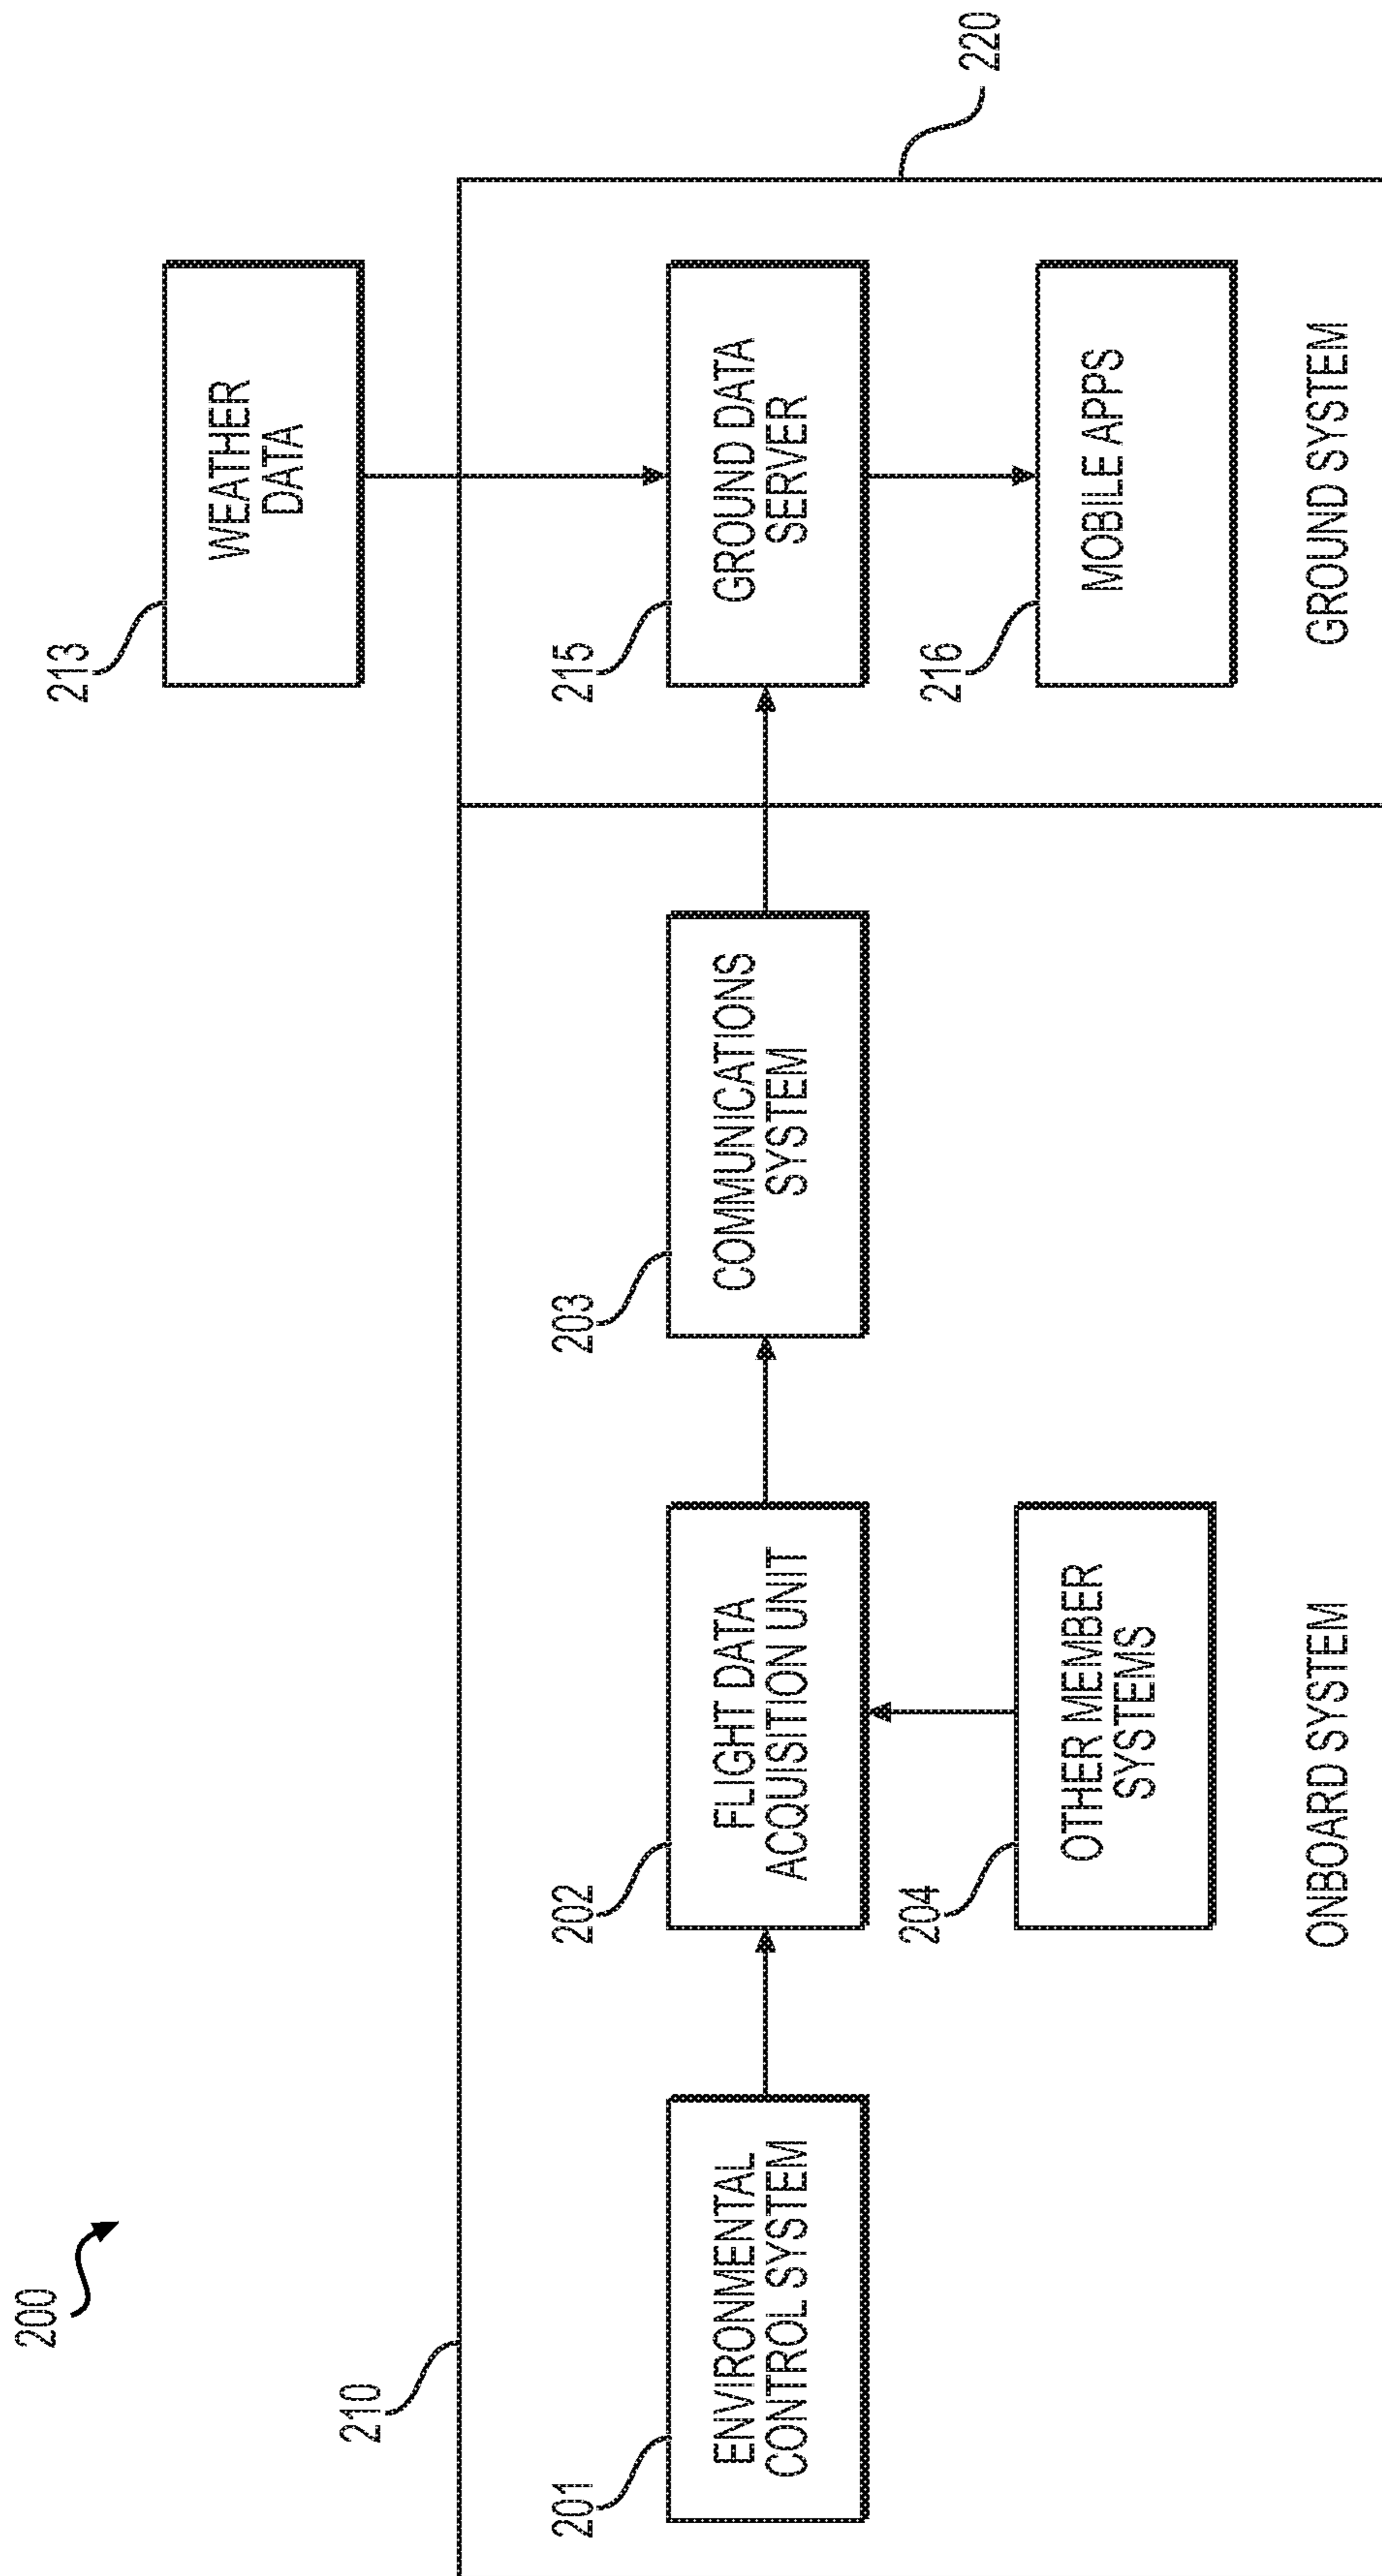 200
210
220
213
WEATHER
DATA
201
ENVIRONMENTAL
CONTROL SYSTEM
202
FLIGHT DATA
ACQUISITION UNIT
203
COMMUNICATIONS
SYSTEM
215
GROUND DATA
SERVER
204
OTHER MEMBER
SYSTEMS
216
MOBILE APPS
ONBOARD SYSTEM
GROUND SYSTEM